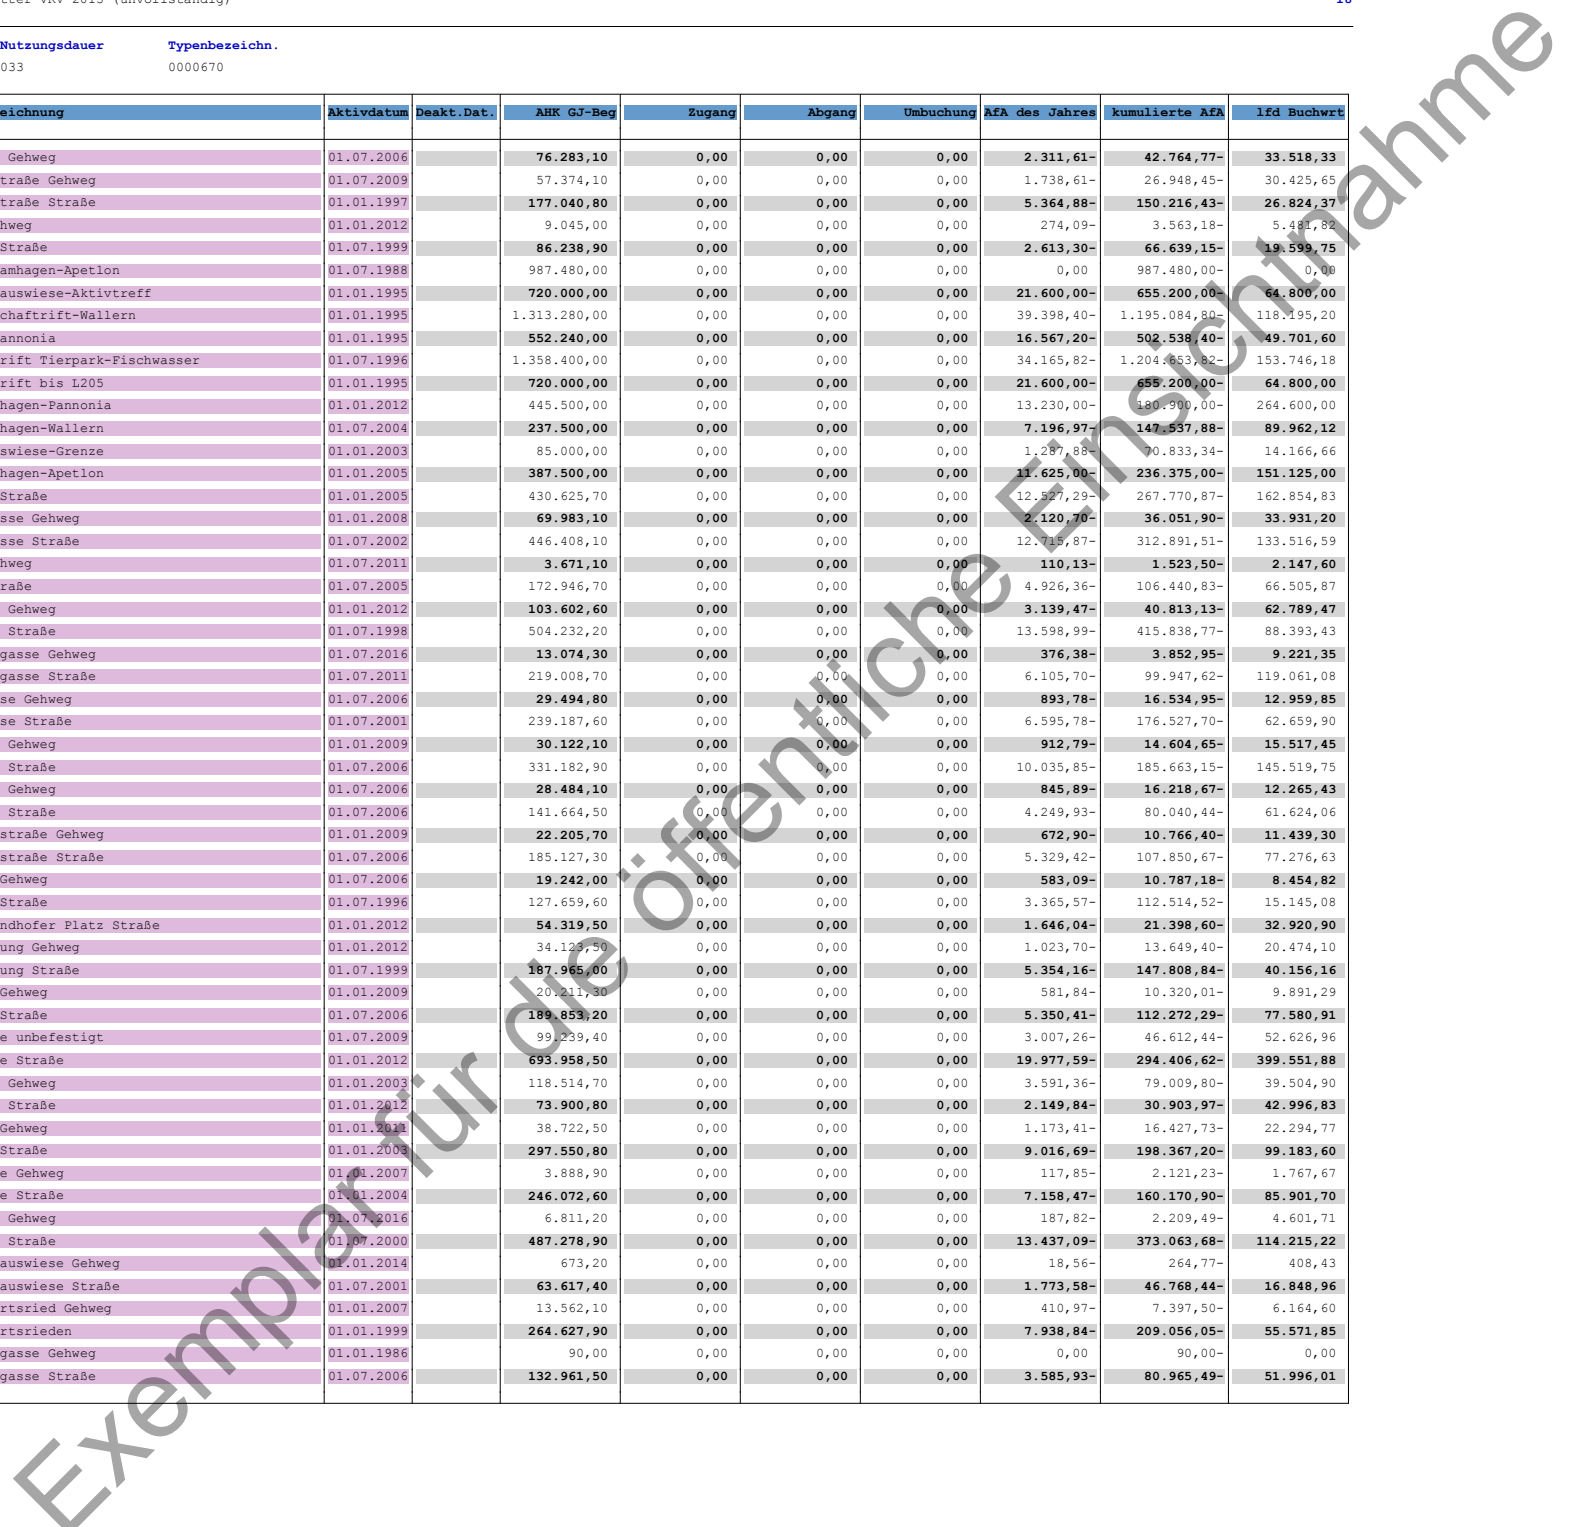 Nutzungsdauer Typenbezeichn.
033 0000670
eichnung Aktivdatum Deakt.Dat. AHK GJ-Beg Zugang Abgang Umbuchung AfA des Jahres kumulierte AfA lfd Buchwrt
Gehweg 01.07.2006 76.283,10 0,00 0,00 0,00 2.311,61- 42.764,77- 33.518,33
traße Gehweg 01.07.2009 57.374,10 0,00 0,00 0,00 1.738,61- 26.948,45- 30.425,65
traße Straße 01.01.1997 177.040,80 0,00 0,00 0,00 5.364,88- 150.216,43- 26.824,37
hweg 01.01.2012 9.045,00 0,00 0,00 0,00 274,09- 3.563,18- 5.481,82
Straße 01.07.1999 86.238,90 0,00 0,00 0,00 2.613,30- 66.639,15- 19.599,75
amhagen-Apetlon 01.07.1988 987.480,00 0,00 0,00 0,00 0,00 987.480,00- 0,00
auswiese-Aktivtreff 01.01.1995 720.000,00 0,00 0,00 0,00 21.600,00- 655.200,00- 64.800,00
chaftrift-Wallern 01.01.1995 1.313.280,00 0,00 0,00 0,00 39.398,40- 1.195.084,80- 118.195,20
annonia 01.01.1995 552.240,00 0,00 0,00 0,00 16.567,20- 502.538,40- 49.701,60
rift Tierpark-Fischwasser 01.07.1996 1.358.400,00 0,00 0,00 0,00 34.165,82- 1.204.653,82- 153.746,18
rift bis L205 01.01.1995 720.000,00 0,00 0,00 0,00 21.600,00- 655.200,00- 64.800,00
hagen-Pannonia 01.01.2012 445.500,00 0,00 0,00 0,00 13.230,00- 180.900,00- 264.600,00
hagen-Wallern 01.07.2004 237.500,00 0,00 0,00 0,00 7.196,97- 147.537,88- 89.962,12
swiese-Grenze 01.01.2003 85.000,00 0,00 0,00 0,00 1.287,88- 70.833,34- 14.166,66
hagen-Apetlon 01.01.2005 387.500,00 0,00 0,00 0,00 11.625,00- 236.375,00- 151.125,00
Straße 01.01.2005 430.625,70 0,00 0,00 0,00 12.527,29- 267.770,87- 162.854,83
sse Gehweg 01.01.2008 69.983,10 0,00 0,00 0,00 2.120,70- 36.051,90- 33.931,20
sse Straße 01.07.2002 446.408,10 0,00 0,00 0,00 12.715,87- 312.891,51- 133.516,59
hweg 01.07.2011 3.671,10 0,00 0,00 0,00 110,13- 1.523,50- 2.147,60
raße 01.07.2005 172.946,70 0,00 0,00 0,00 4.926,36- 106.440,83- 66.505,87
Gehweg 01.01.2012 103.602,60 0,00 0,00 0,00 3.139,47- 40.813,13- 62.789,47
Straße 01.07.1998 504.232,20 0,00 0,00 0,00 13.598,99- 415.838,77- 88.393,43
gasse Gehweg 01.07.2016 13.074,30 0,00 0,00 0,00 376,38- 3.852,95- 9.221,35
gasse Straße 01.07.2011 219.008,70 0,00 0,00 0,00 6.105,70- 99.947,62- 119.061,08
se Gehweg 01.07.2006 29.494,80 0,00 0,00 0,00 893,78- 16.534,95- 12.959,85
se Straße 01.07.2001 239.187,60 0,00 0,00 0,00 6.595,78- 176.527,70- 62.659,90
Gehweg 01.01.2009 30.122,10 0,00 0,00 0,00 912,79- 14.604,65- 15.517,45
Straße 01.07.2006 331.182,90 0,00 0,00 0,00 10.035,85- 185.663,15- 145.519,75
Gehweg 01.07.2006 28.484,10 0,00 0,00 0,00 845,89- 16.218,67- 12.265,43
Straße 01.07.2006 141.664,50 0,00 0,00 0,00 4.249,93- 80.040,44- 61.624,06
straße Gehweg 01.01.2009 22.205,70 0,00 0,00 0,00 672,90- 10.766,40- 11.439,30
straße Straße 01.07.2006 185.127,30 0,00 0,00 0,00 5.329,42- 107.850,67- 77.276,63
Gehweg 01.07.2006 19.242,00 0,00 0,00 0,00 583,09- 10.787,18- 8.454,82
Straße 01.07.1996 127.659,60 0,00 0,00 0,00 3.365,57- 112.514,52- 15.145,08
ndhofer Platz Straße 01.01.2012 54.319,50 0,00 0,00 0,00 1.646,04- 21.398,60- 32.920,90
ung Gehweg 01.01.2012 34.123,50 0,00 0,00 0,00 1.023,70- 13.649,40- 20.474,10
ung Straße 01.07.1999 187.965,00 0,00 0,00 0,00 5.354,16- 147.808,84- 40.156,16
Gehweg 01.01.2009 20.211,30 0,00 0,00 0,00 581,84- 10.320,01- 9.891,29
Straße 01.07.2006 189.853,20 0,00 0,00 0,00 5.350,41- 112.272,29- 77.580,91
e unbefestigt 01.07.2009 99.239,40 0,00 0,00 0,00 3.007,26- 46.612,44- 52.626,96
e Straße 01.01.2012 693.958,50 0,00 0,00 0,00 19.977,59- 294.406,62- 399.551,88
Gehweg 01.01.2003 118.514,70 0,00 0,00 0,00 3.591,36- 79.009,80- 39.504,90
Straße 01.01.2012 73.900,80 0,00 0,00 0,00 2.149,84- 30.903,97- 42.996,83
Gehweg 01.01.2011 38.722,50 0,00 0,00 0,00 1.173,41- 16.427,73- 22.294,77
Straße 01.01.2003 297.550,80 0,00 0,00 0,00 9.016,69- 198.367,20- 99.183,60
e Gehweg 01.01.2007 3.888,90 0,00 0,00 0,00 117,85- 2.121,23- 1.767,67
e Straße 01.01.2004 246.072,60 0,00 0,00 0,00 7.158,47- 160.170,90- 85.901,70
Gehweg 01.07.2016 6.811,20 0,00 0,00 0,00 187,82- 2.209,49- 4.601,71
Straße 01.07.2000 487.278,90 0,00 0,00 0,00 13.437,09- 373.063,68- 114.215,22
auswiese Gehweg 01.01.2014 673,20 0,00 0,00 0,00 18,56- 264,77- 408,43
auswiese Straße 01.07.2001 63.617,40 0,00 0,00 0,00 1.773,58- 46.768,44- 16.848,96
rtsried Gehweg 01.01.2007 13.562,10 0,00 0,00 0,00 410,97- 7.397,50- 6.164,60
rtsrieden 01.01.1999 264.627,90 0,00 0,00 0,00 7.938,84- 209.056,05- 55.571,85
gasse Gehweg 01.01.1986 90,00 0,00 0,00 0,00 0,00 90,00- 0,00
gasse Straße 01.07.2006 132.961,50 0,00 0,00 0,00 3.585,93- 80.965,49- 51.996,01
Exemplar für die öffentliche Einsichtnahme